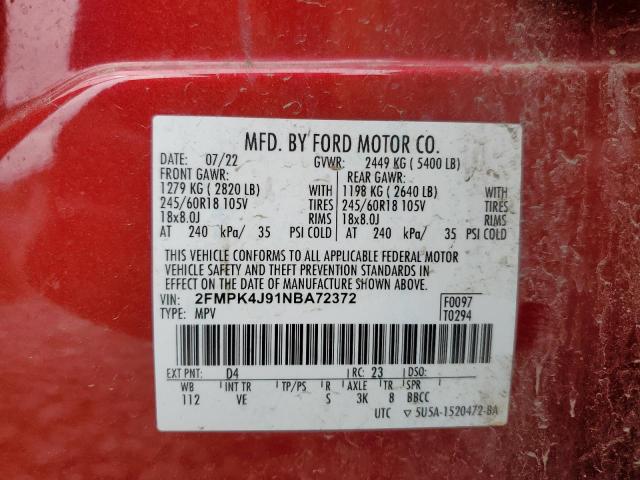 MFD. BY FORD MOTOR CO.
DATE: 07/22 GVWR: 2449 KG ( 5400 LB)
FRONT GAWR: REAR GAWR:
1279 KG ( 2820 LB) WITH 1198 KG ( 2640 LB) WITH
245/60R18 105V TIRES 245/60R18 105V TIRES
18x8.0J RIMS 18x8.0J RIMS
AT 240 kPa/ 35 PSI COLD AT 240 kPa/ 35 PSI COLD
THIS VEHICLE CONFORMS TO ALL APPLICABLE FEDERAL MOTOR
VEHICLE SAFETY AND THEFT PREVENTION STANDARDS IN
EFFECT ON THE DATE OF MANUFACTURE SHOWN ABOVE.
VIN: 2FMPK4J91NBA72372 F0097
TYPE: MPV T0294
EXT PNT: D4 RC: 23 DSO:
WB INT TR TP/PS R AXLE TR SPR
112 VE S 3K 8 BBCC
UTC ▽5U5A-1520472-BA